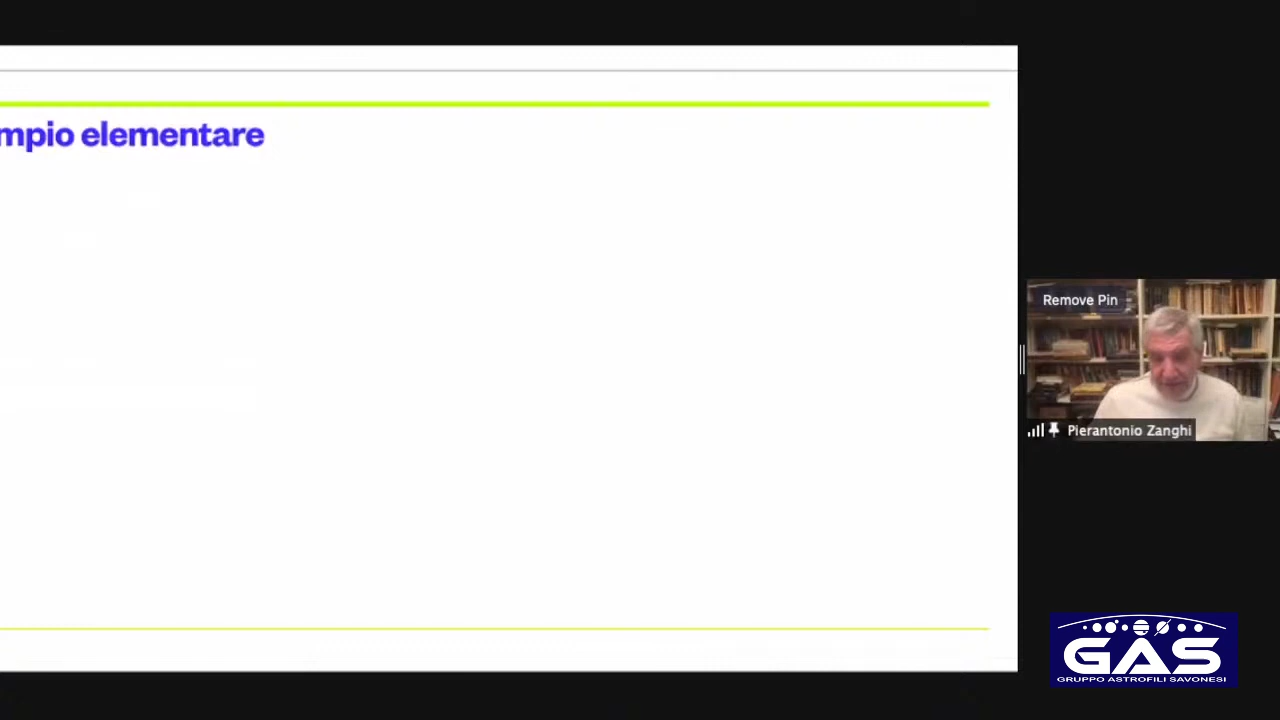 mpio elementare
Remove Pin
Pierantonio Zanghi
GAS
GRUPPO ASTROFILI SAVONESI